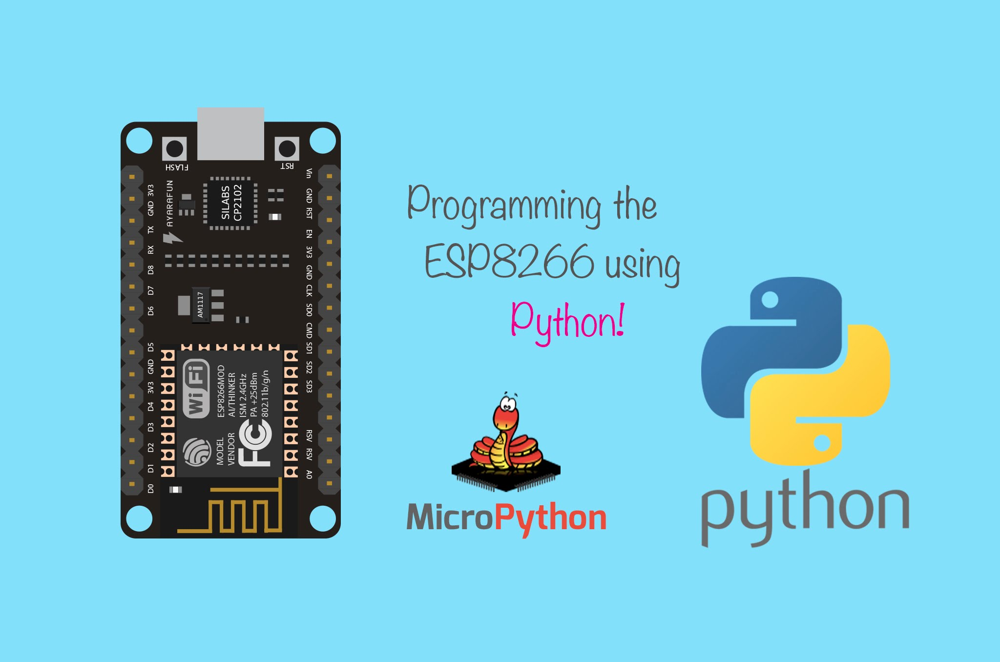 FLASH
RST
3V3
GND
TX
RX
D8
D7
D6
D5
GND
3V3
D4
D3
D2
D1
D0
AYARAFUN
SILABS
CP2102
AM1117
Vin
GND
RST
EN
3V3
GND
CLK
SD0
CMD
SD1
SD2
SD3
RSV
RSV
A0
WiFi
ESP8266MOD
AI/THINKER
ISM 2.4GHz
PA +25dBm
802.11b/g/n
MODEL
VENDOR
FC
Programming the
ESP8266 using
Python!
MicroPython
python